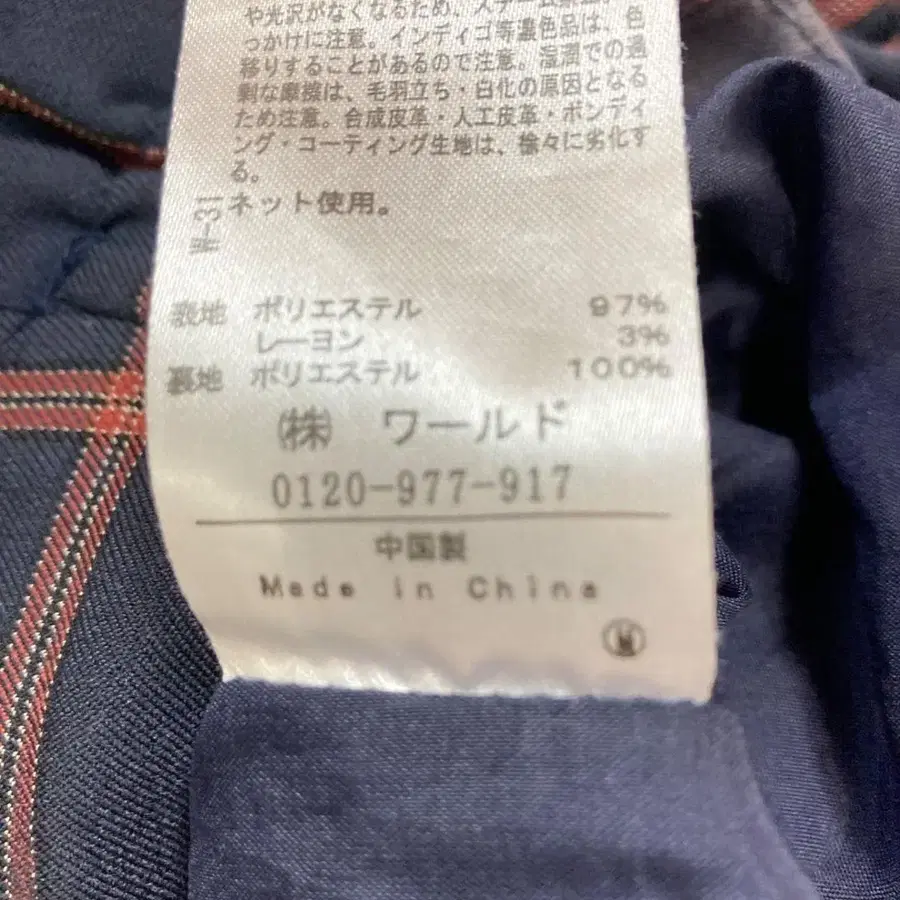 や光沢がなくなるため、スチーム
っかけに注意。インディゴ等濃色品は、色
移りすることがあるので注意。湿潤での過
剰な摩擦は、毛羽立ち・白化の原因となる
ため注意。合成皮革・人工皮革・ボンディ
ング・コーティング生地は、徐々に劣化す
る。
ネット使用。
W-31
表地 ポリエステル 97%
レーヨン 3%
裏地 ポリエステル 100%
㈱ ワールド
0120-977-917
中国製
Made in China